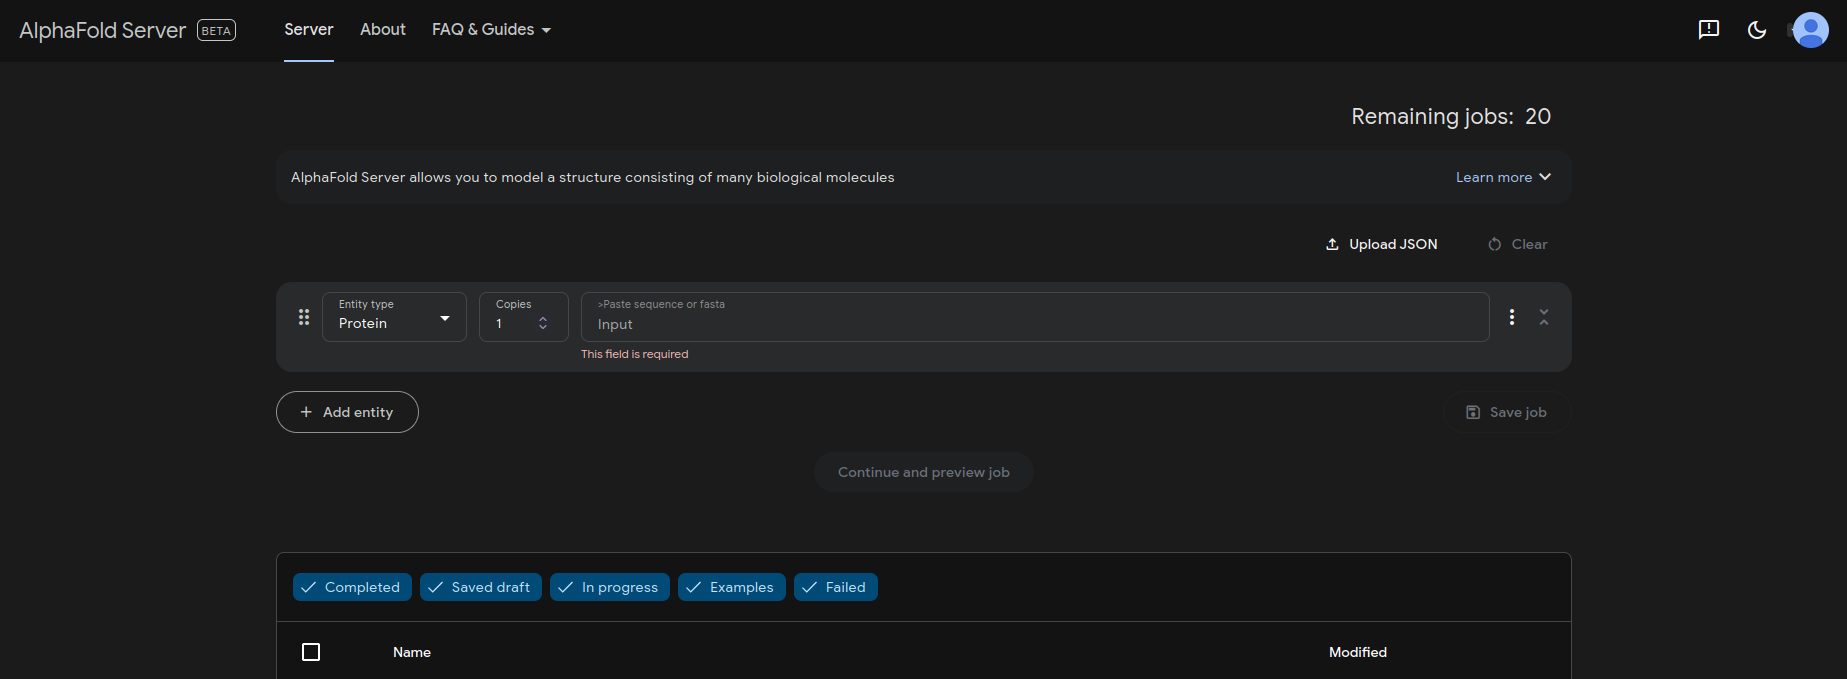 AlphaFold Server BETA Server About FAQ & Guides
Remaining jobs: 20
AlphaFold Server allows you to model a structure consisting of many biological molecules Learn more
Upload JSON Clear
Entity type Copies >Paste sequence or fasta
Protein 1 Input
This field is required
Add entity Save job
Continue and preview job
Completed Saved draft In progress Examples Failed
Name Modified